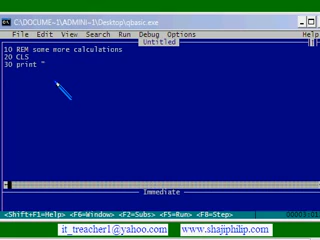 C:\DOCUME~1\ADMINI~1\Desktop\qbasic.exe
File Edit View Search Run Debug Options
Untitled
10 REM some more calculations
20 CLS
30 print "
Immediate
<Shift+F1=Help> <F6=Window> <F2=Subs> <F5=Run> <F8=Step>
it_treacher1@yahoo.com www.shajiphilip.com